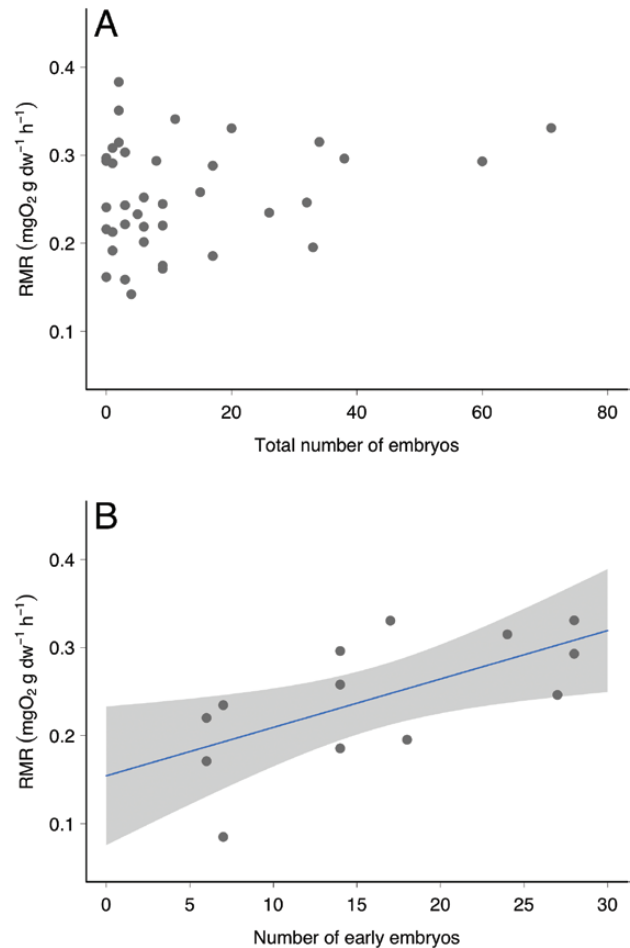 A
0.4
0.3
0.2
0.1
RMR (mgO₂ g dw⁻¹ h⁻¹)
0 20 40 60 80
Total number of embryos
B
0.4
0.3
0.2
0.1
RMR (mgO₂ g dw⁻¹ h⁻¹)
0 5 10 15 20 25 30
Number of early embryos